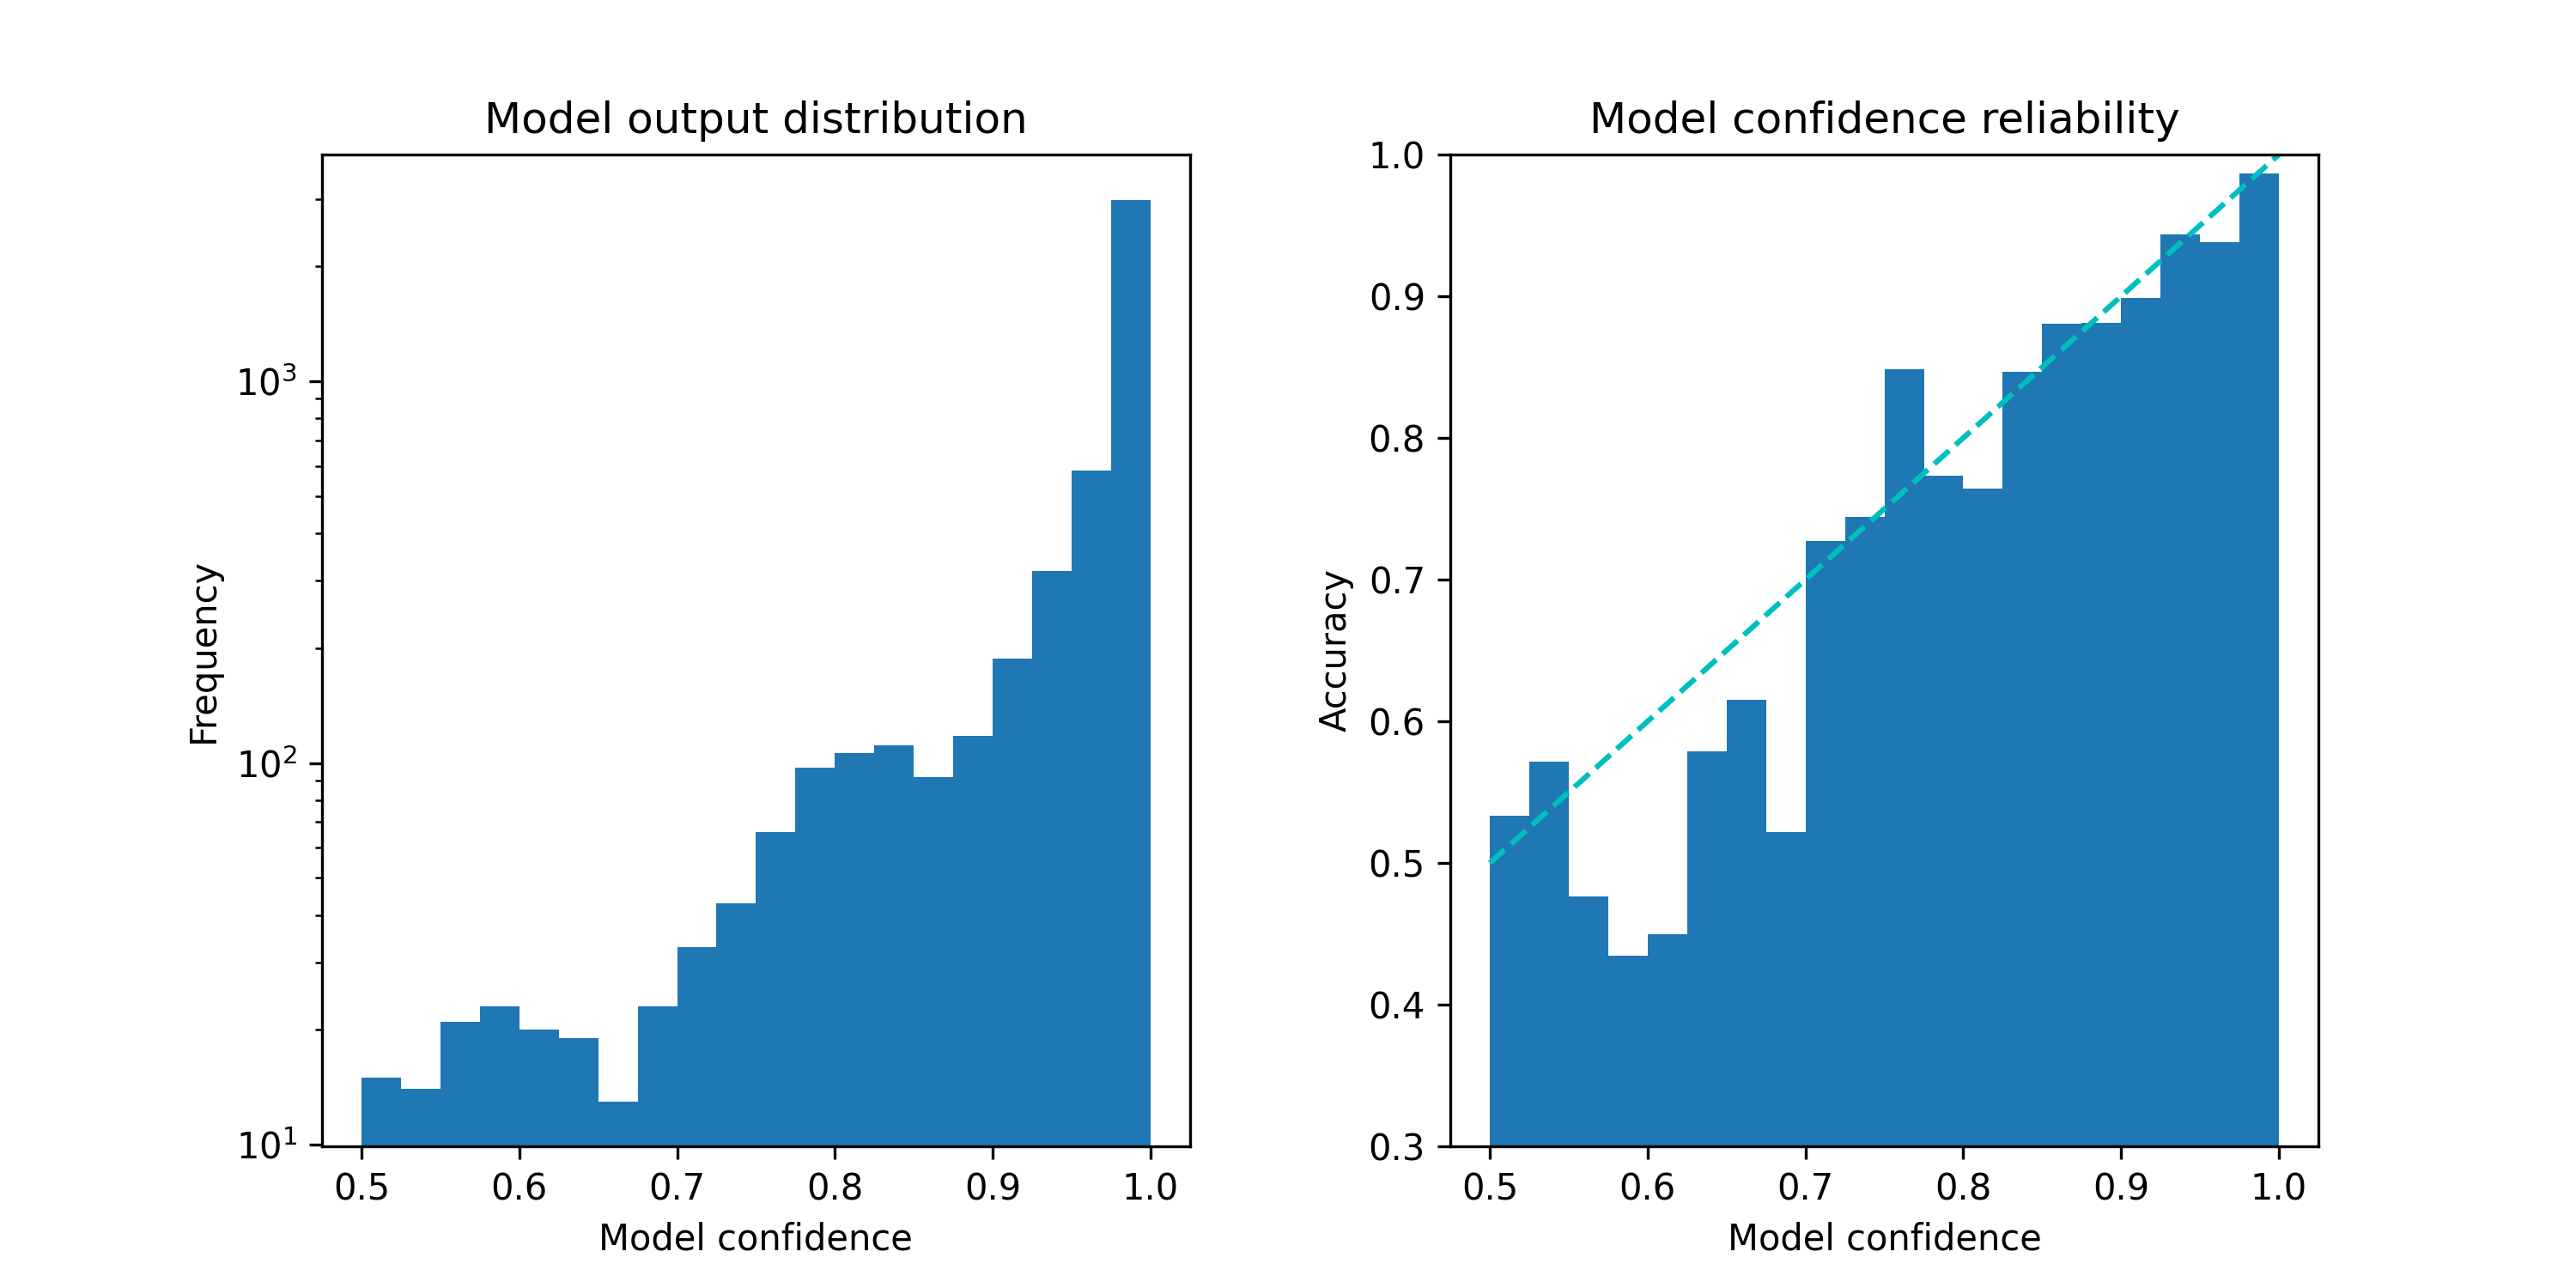 Model output distribution
Frequency
10³
10²
10¹
0.5 0.6 0.7 0.8 0.9 1.0
Model confidence
Model confidence reliability
Accuracy
1.0
0.9
0.8
0.7
0.6
0.5
0.4
0.3
0.5 0.6 0.7 0.8 0.9 1.0
Model confidence